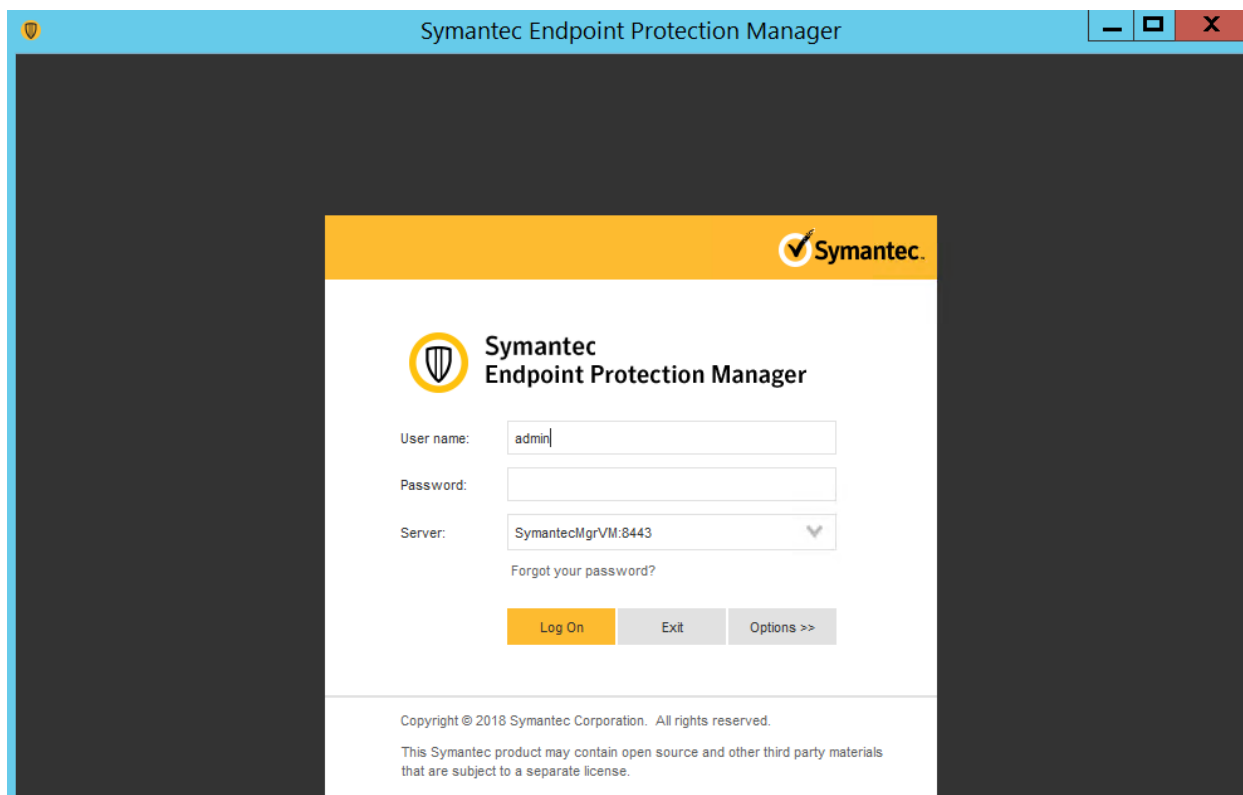 Symantec Endpoint Protection Manager
Symantec.
Symantec
Endpoint Protection Manager
User name: admin
Password:
Server: SymantecMgrVM:8443
Forgot your password?
Log On Exit Options >>
Copyright © 2018 Symantec Corporation. All rights reserved.
This Symantec product may contain open source and other third party materials
that are subject to a separate license.